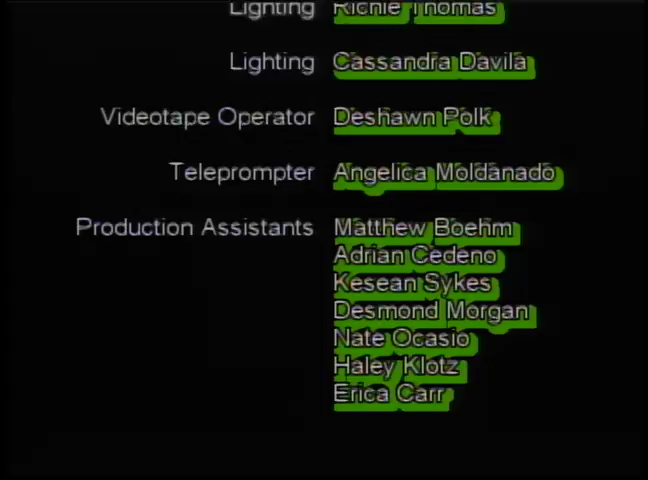 Lighting Richie Thomas
Lighting Cassandra Davila
Videotape Operator Deshawn Polk
Teleprompter Angelica Moldanado
Production Assistants Matthew Boehm
Adrian Cedeno
Kesean Sykes
Desmond Morgan
Nate Ocasio
Haley Klotz
Erica Carr